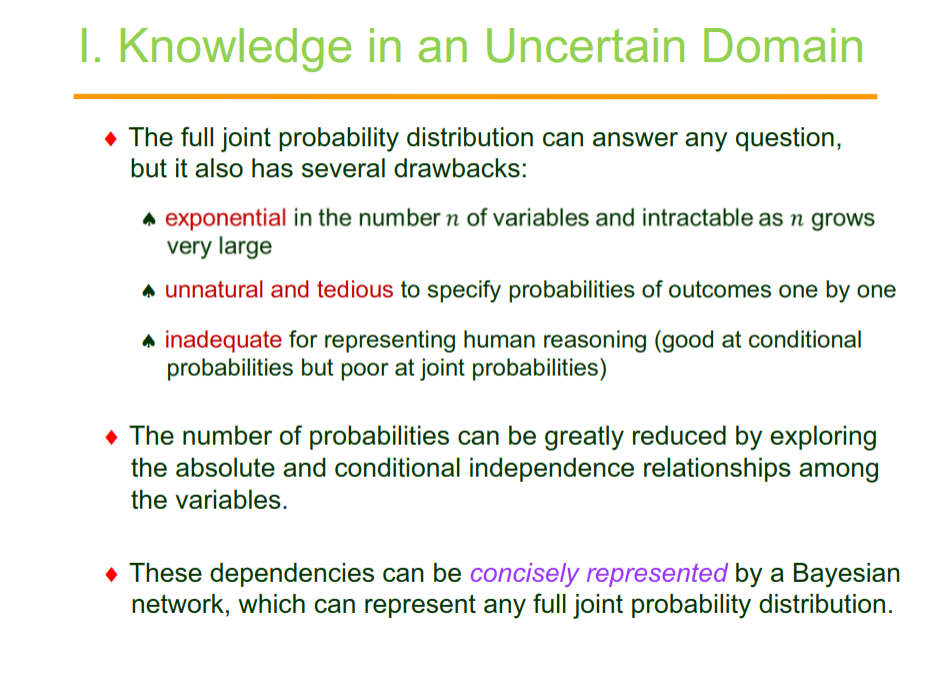 I. Knowledge in an Uncertain Domain
♦ The full joint probability distribution can answer any question,
but it also has several drawbacks:
♠ exponential in the number n of variables and intractable as n grows
very large
♠ unnatural and tedious to specify probabilities of outcomes one by one
♠ inadequate for representing human reasoning (good at conditional
probabilities but poor at joint probabilities)
♦ The number of probabilities can be greatly reduced by exploring
the absolute and conditional independence relationships among
the variables.
♦ These dependencies can be concisely represented by a Bayesian
network, which can represent any full joint probability distribution.